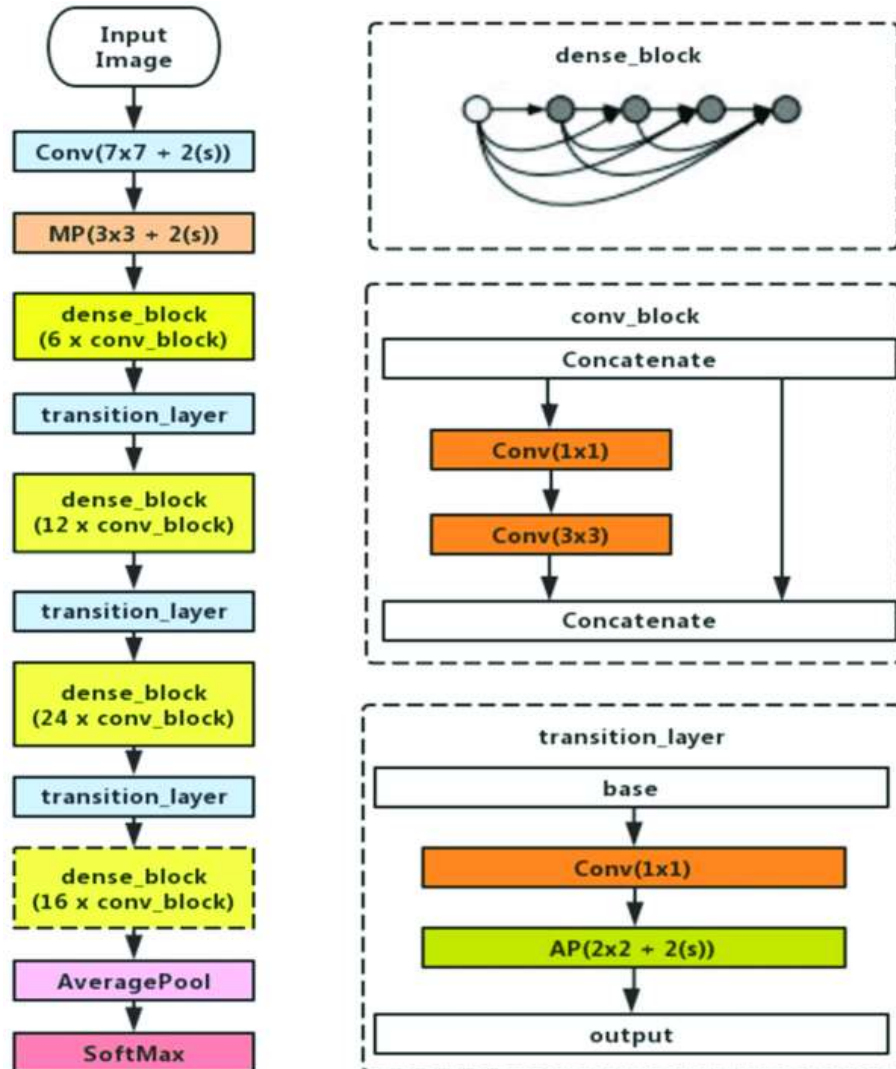 Input
Image
Conv(7x7 + 2(s))
MP(3x3 + 2(s))
dense_block
(6 x conv_block)
transition_layer
dense_block
(12 x conv_block)
transition_layer
dense_block
(24 x conv_block)
transition_layer
dense_block
(16 x conv_block)
AveragePool
SoftMax
dense_block
conv_block
Concatenate
Conv(1x1)
Conv(3x3)
Concatenate
transition_layer
base
Conv(1x1)
AP(2x2 + 2(s))
output